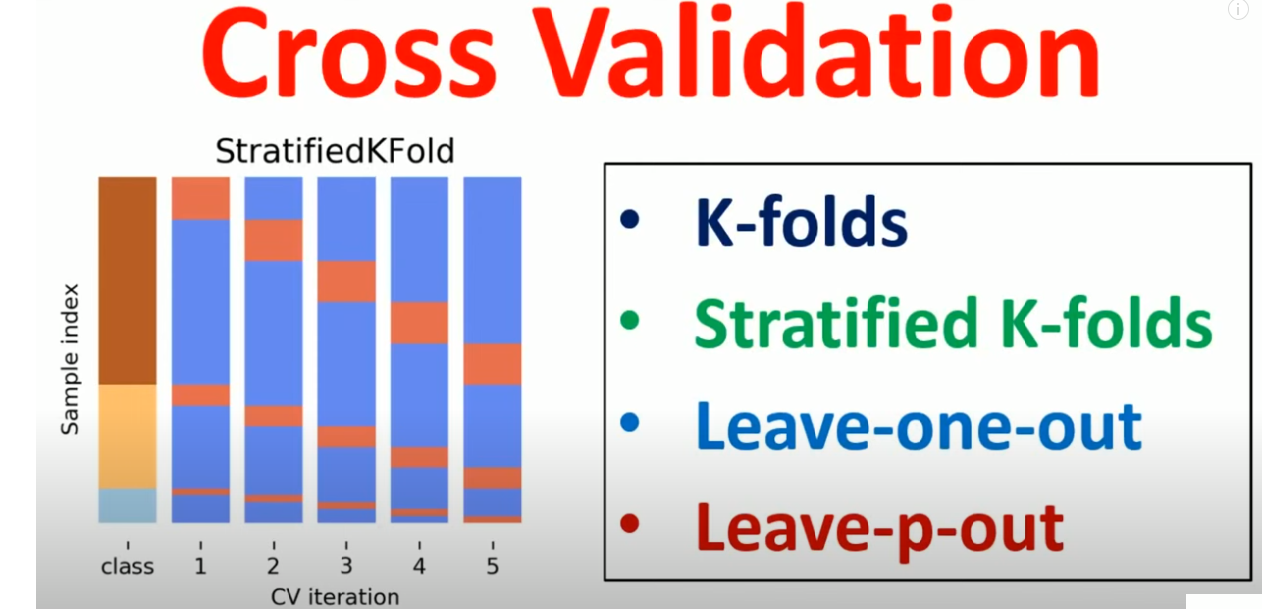 Cross Validation
StratifiedKFold
Sample index
class 1 2 3 4 5
CV iteration
• K-folds
• Stratified K-folds
• Leave-one-out
• Leave-p-out